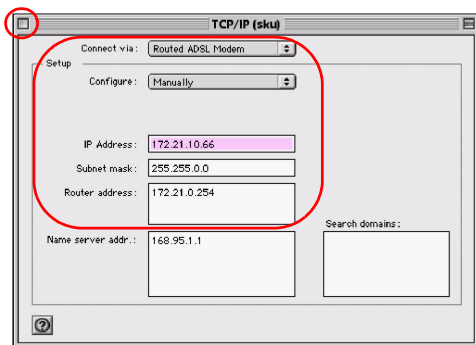 TCP/IP (sku)
Connect via: Routed ADSL Modem
Setup
Configure: Manually
IP Address: 172.21.10.66
Subnet mask: 255.255.0.0
Router address: 172.21.0.254
Search domains:
Name server addr.: 168.95.1.1
?